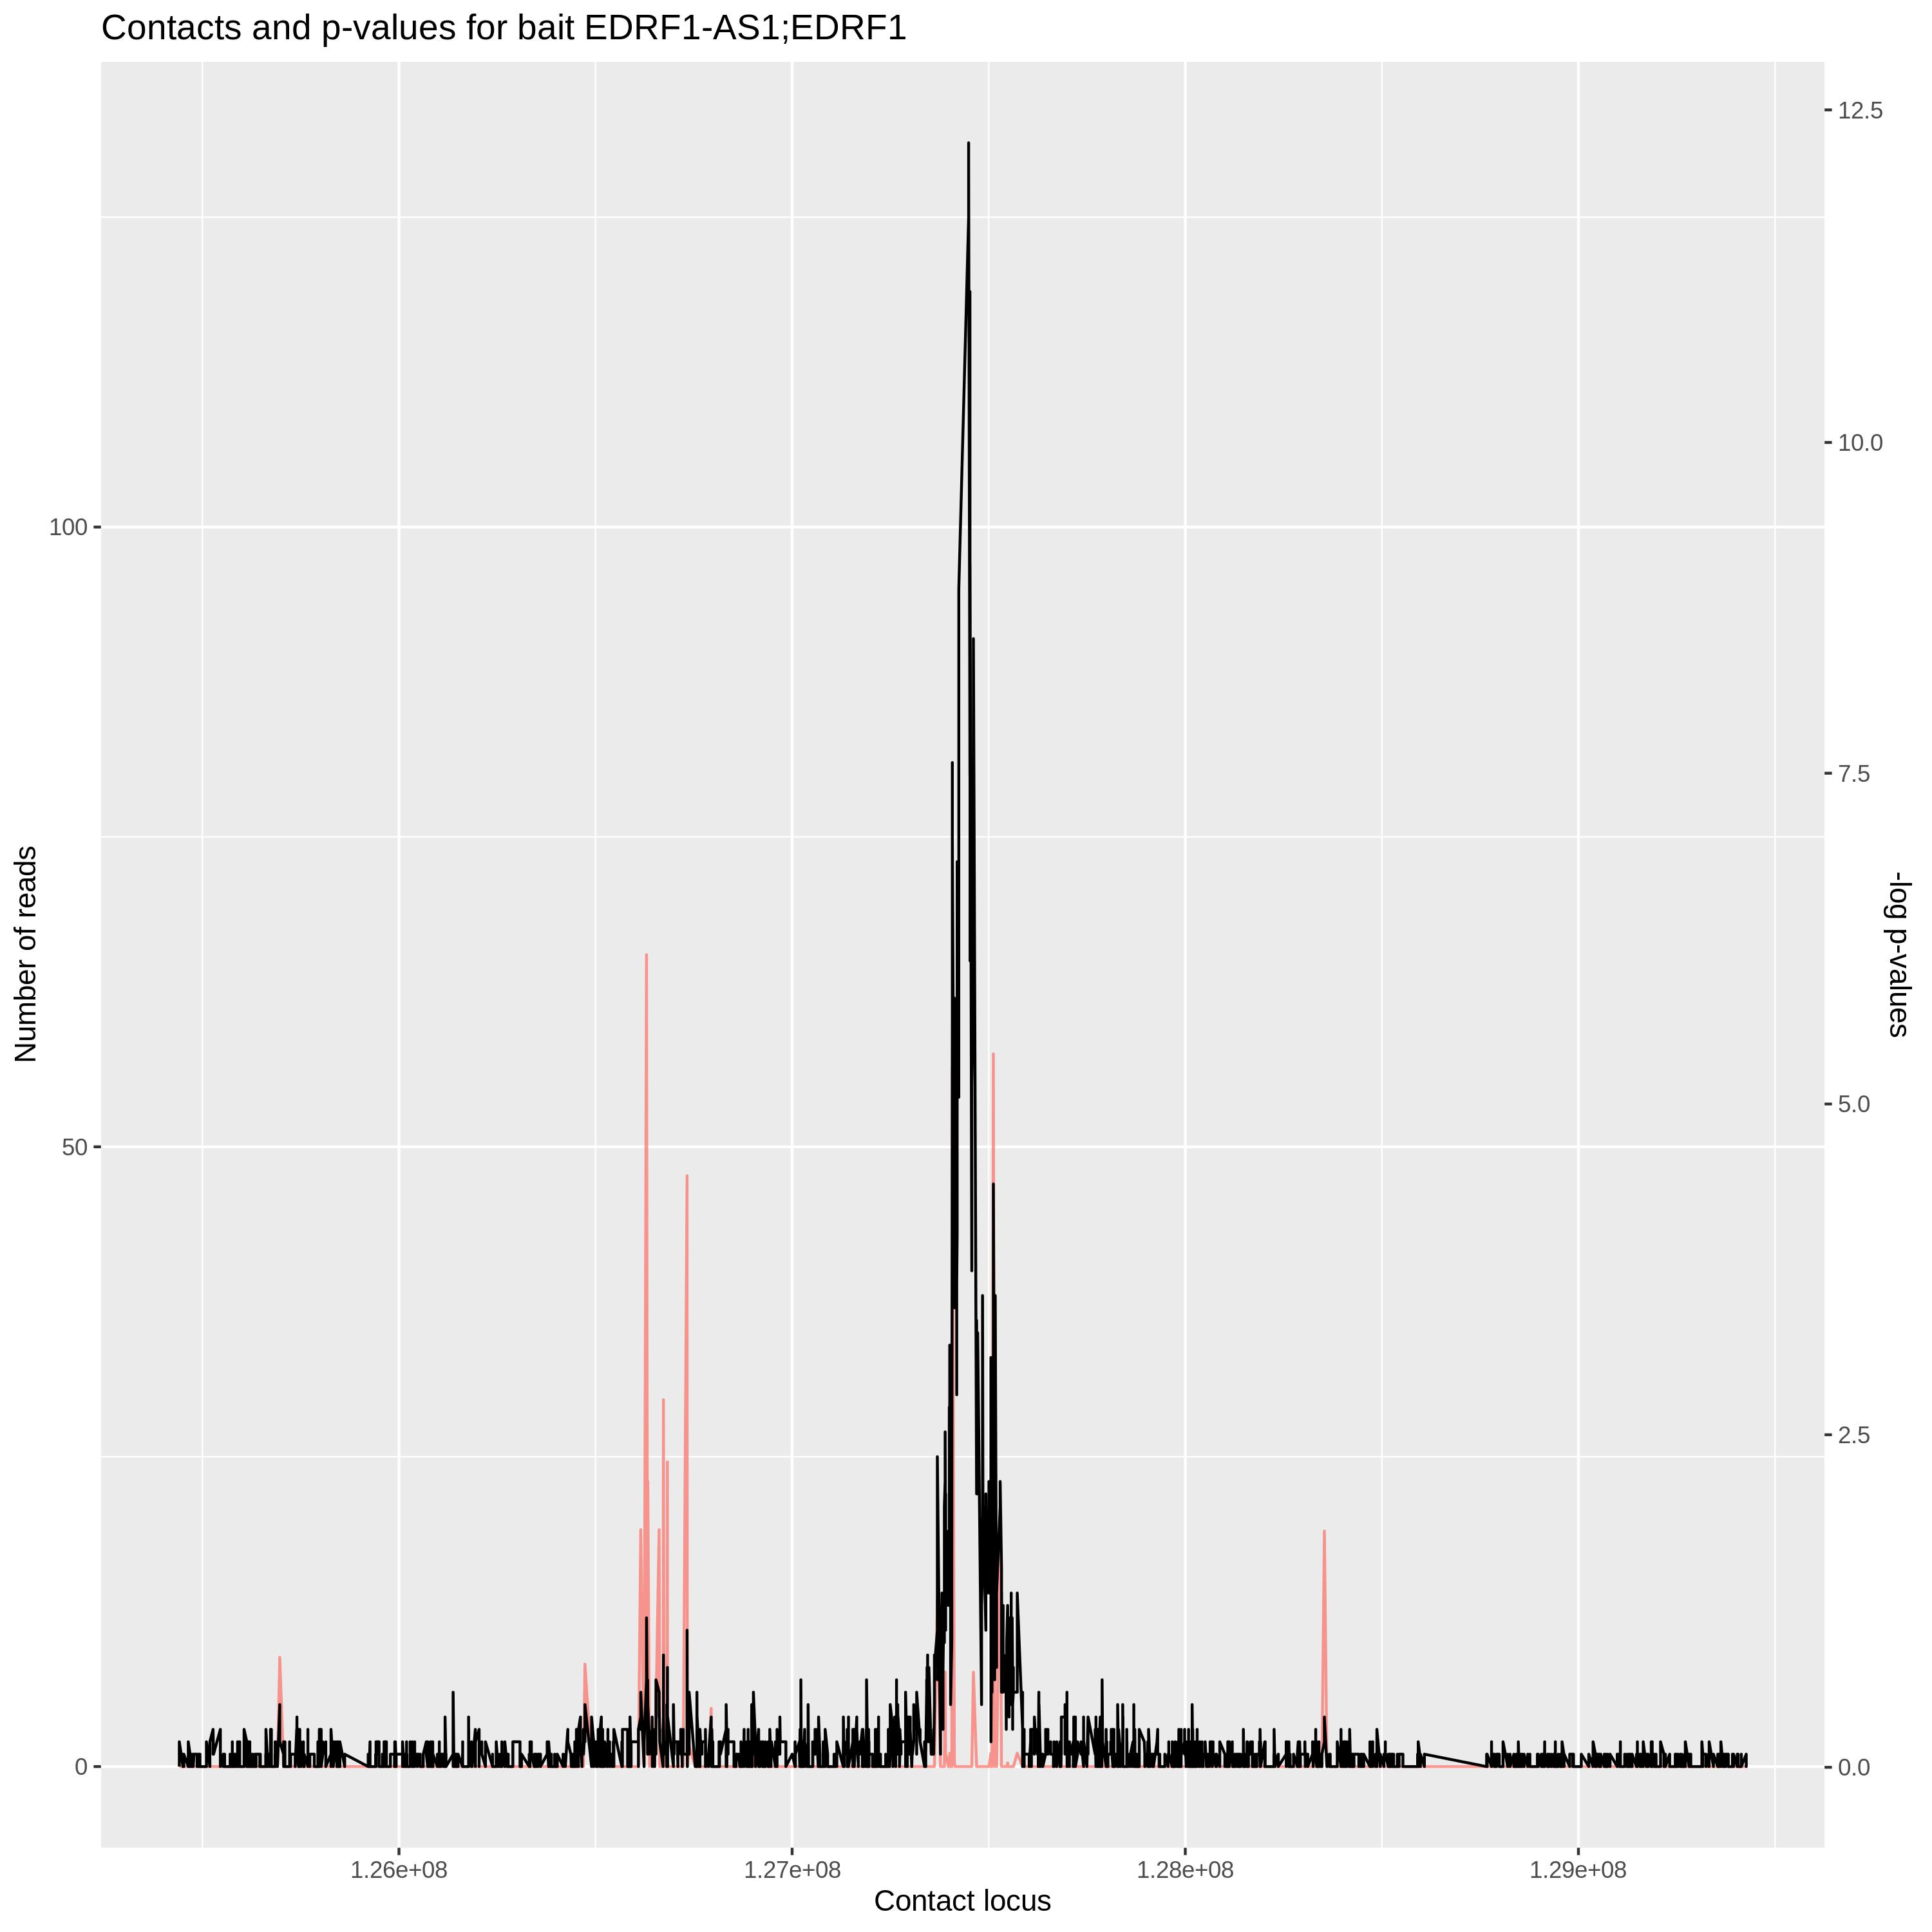 Contacts and p-values for bait EDRF1-AS1;EDRF1
12.5
10.0
100
7.5
Number of reads
-log p-values
5.0
50
2.5
0
0.0
1.26e+08
1.27e+08
1.28e+08
1.29e+08
Contact locus